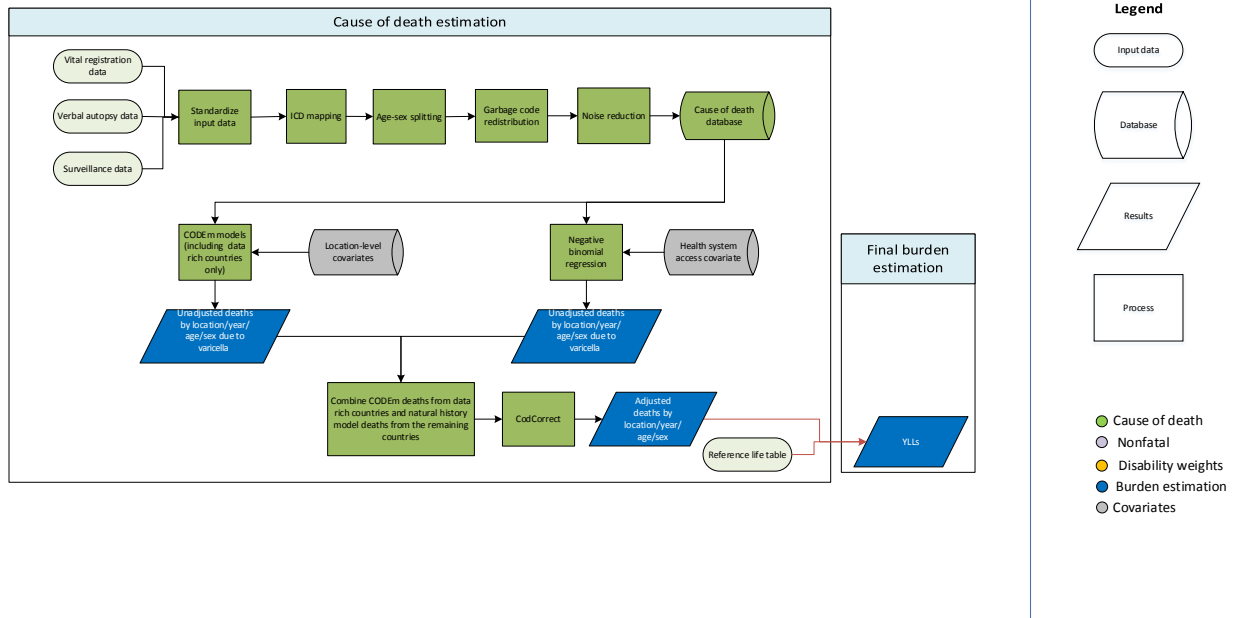 Cause of death estimation
Vital registration
data
Verbal autopsy data
Surveillance data
Standardize
input data
ICD mapping
Age-sex splitting
Garbage code
redistribution
Noise reduction
Cause of death
database
CODEm models
(including data
rich countries
only)
Location-level
covariates
Negative
binomial
regression
Health system
access covariate
Unadjusted deaths
by location/year/
age/sex due to
varicella
Unadjusted deaths
by location/year/
age/sex due to
varicella
Combine CODEm deaths from data
rich countries and natural history
model deaths from the remaining
countries
CodCorrect
Adjusted
deaths by
location/year/
age/sex
Reference life table
Final burden
estimation
YLLs
Legend
Input data
Database
Results
Process
Cause of death
Nonfatal
Disability weights
Burden estimation
Covariates